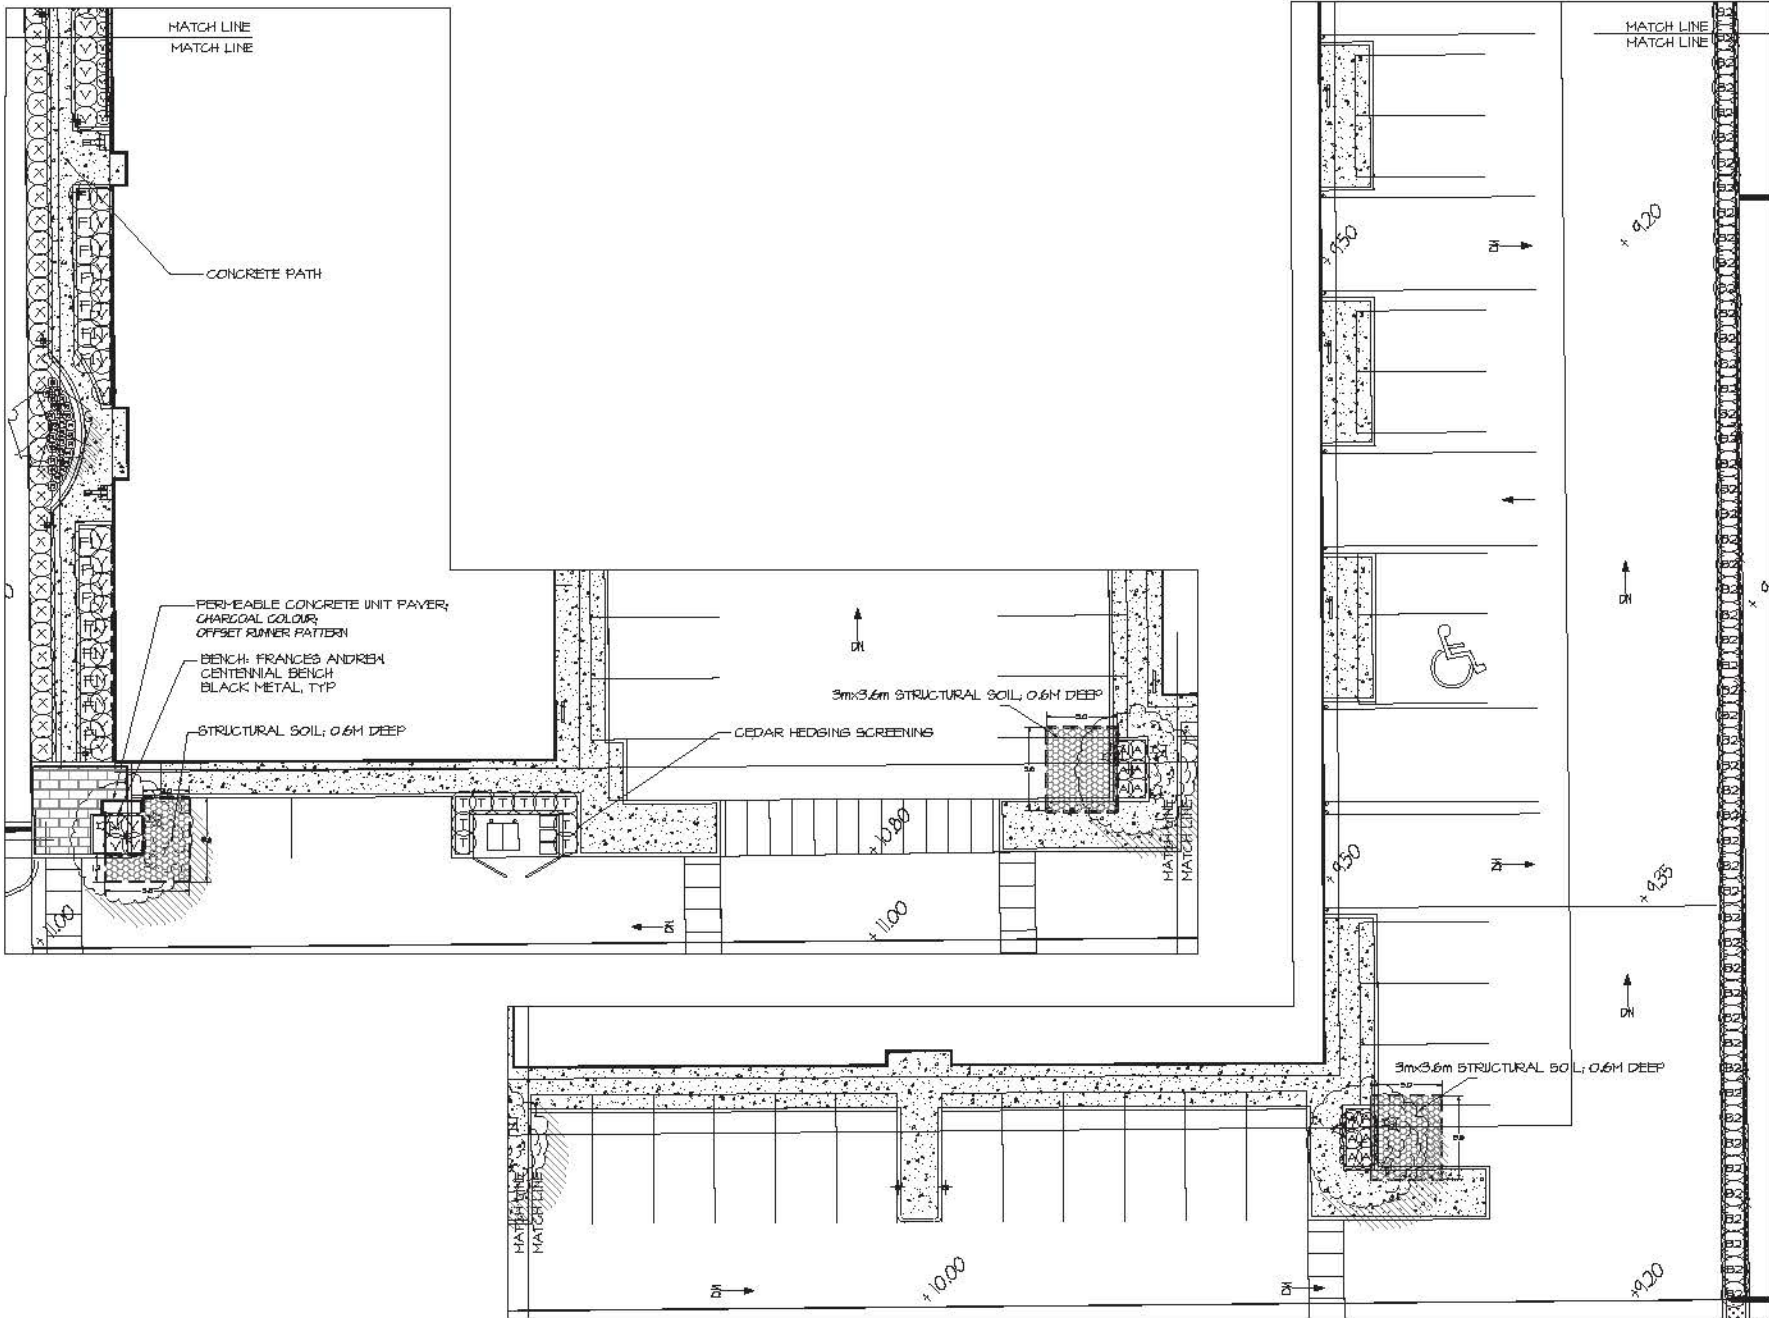 MATCH LINE
MATCH LINE
MATCH LINE
MATCH LINE
CONCRETE PATH
9.50
DN
9.20
PERMEABLE CONCRETE UNIT PAVER;
CHARCOAL COLOUR;
OFFSET RUNNER PATTERN
BENCH: FRANCES ANDREW
CENTENNIAL BENCH
BLACK METAL, TYP
STRUCTURAL SOIL; 0.6M DEEP
DN
3mx3.6m STRUCTURAL SOIL; 0.6M DEEP
CEDAR HEDGING SCREENING
DN
T T T T T T
T T
10.80
MATCH LINE
MATCH LINE
11.00
DN
11.00
9.50
DN
9.35
DN
3mx3.6m STRUCTURAL SOIL; 0.6M DEEP
MATCH LINE
MATCH LINE
DN
10.00
DN
9.20